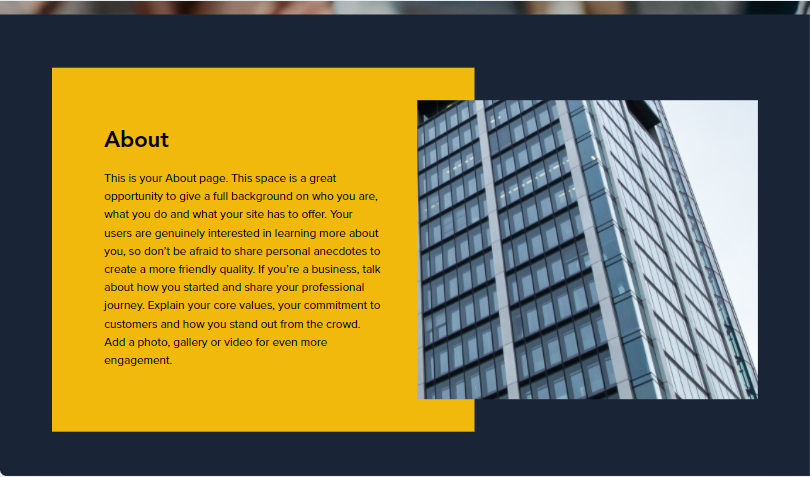 About
This is your About page. This space is a great
opportunity to give a full background on who you are,
what you do and what your site has to offer. Your
users are genuinely interested in learning more about
you, so don't be afraid to share personal anecdotes to
create a more friendly quality. If you're a business, talk
about how you started and share your professional
journey. Explain your core values, your commitment to
customers and how you stand out from the crowd.
Add a photo, gallery or video for even more
engagement.